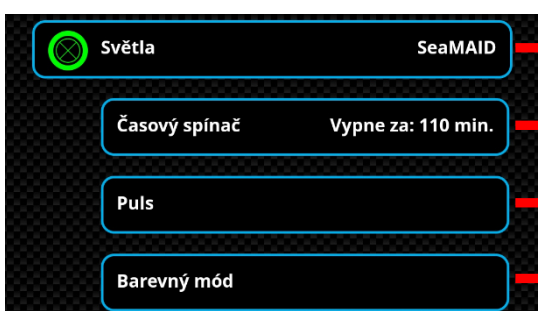 Světla SeaMAID
Časový spínač Vypne za: 110 min.
Puls
Barevný mód